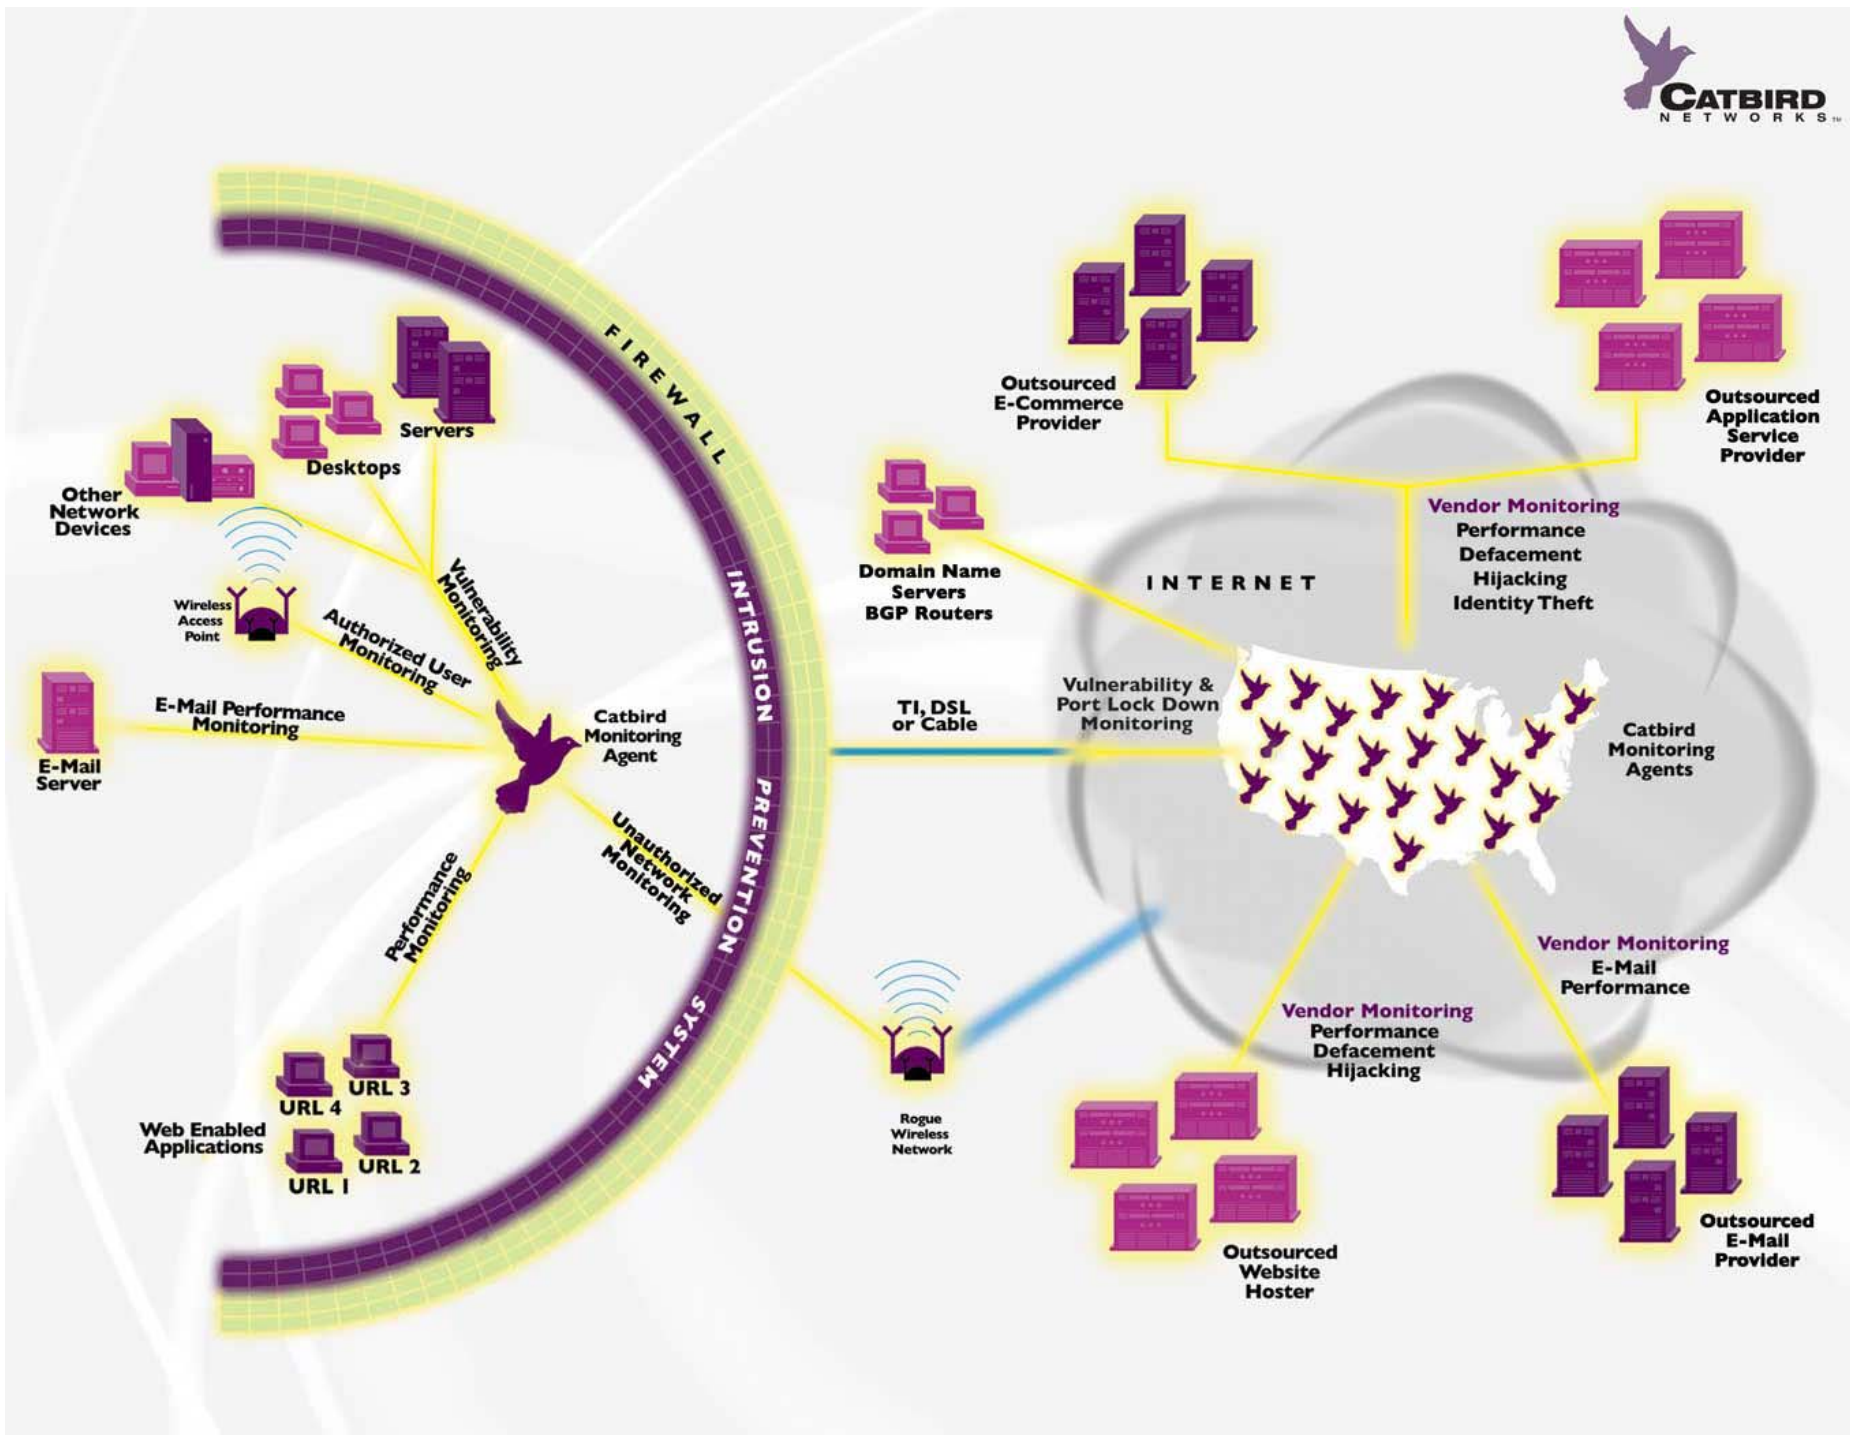 CATBIRD
NETWORKS™
FIREWALL
INTRUSION PREVENTION SYSTEM
Servers
Desktops
Other
Network
Devices
Wireless
Access
Point
Vulnerability
Monitoring
Authorized User
Monitoring
E-Mail Performance
Monitoring
E-Mail
Server
Catbird
Monitoring
Agent
Unauthorized
Network
Monitoring
Performance
Monitoring
URL 3
URL 4
Web Enabled
Applications
URL 2
URL 1
Outsourced
E-Commerce
Provider
Outsourced
Application
Service
Provider
Domain Name
Servers
BGP Routers
INTERNET
Vendor Monitoring
Performance
Defacement
Hijacking
Identity Theft
TI, DSL
or Cable
Vulnerability &
Port Lock Down
Monitoring
Catbird
Monitoring
Agents
Rogue
Wireless
Network
Vendor Monitoring
Performance
Defacement
Hijacking
Vendor Monitoring
E-Mail
Performance
Outsourced
Website
Hoster
Outsourced
E-Mail
Provider